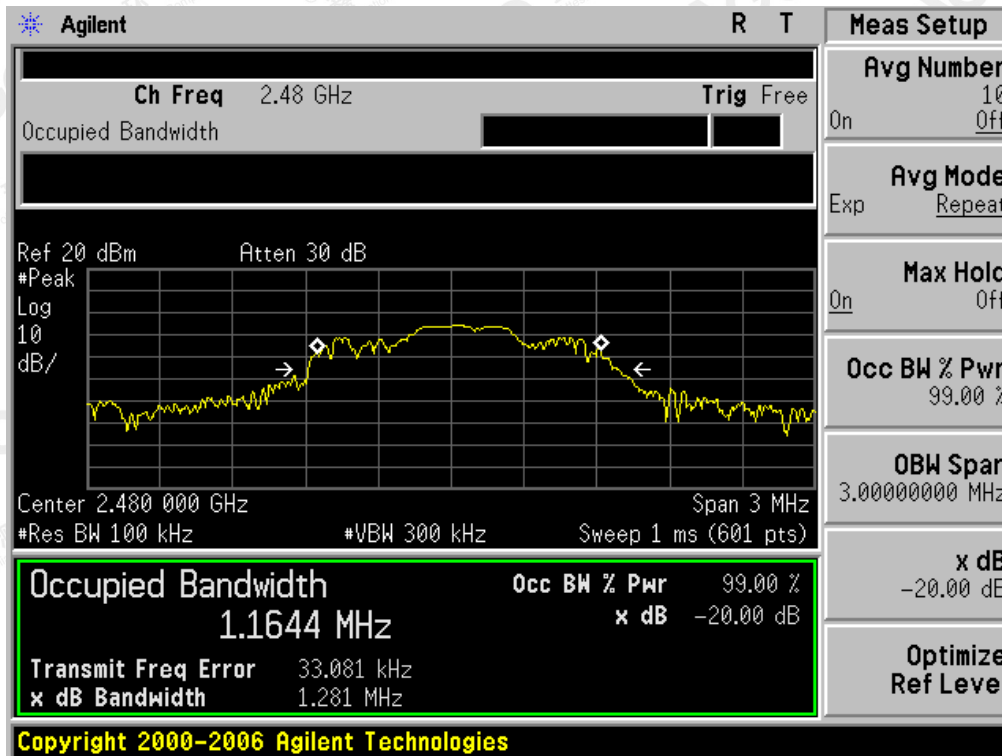 Agilent R T
Ch Freq 2.48 GHz Trig Free
Occupied Bandwidth
Ref 20 dBm Atten 30 dB
#Peak
Log
10
dB/
Center 2.480 000 GHz Span 3 MHz
#Res BW 100 kHz #VBW 300 kHz Sweep 1 ms (601 pts)
Occupied Bandwidth Occ BW % Pwr 99.00 %
1.1644 MHz x dB -20.00 dB
Transmit Freq Error 33.081 kHz
x dB Bandwidth 1.281 MHz
Copyright 2000-2006 Agilent Technologies
Meas Setup
Avg Number
10
On Off
Avg Mode
Exp Repeat
Max Hold
On Off
Occ BW % Pwr
99.00 %
OBW Span
3.00000000 MHz
x dB
-20.00 dB
Optimize
Ref Level